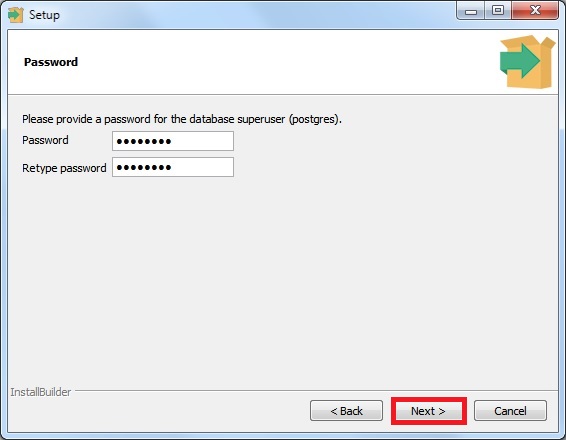 Setup
Password
Please provide a password for the database superuser (postgres).
Password ●●●●●●●●
Retype password ●●●●●●●●
InstallBuilder
< Back Next > Cancel